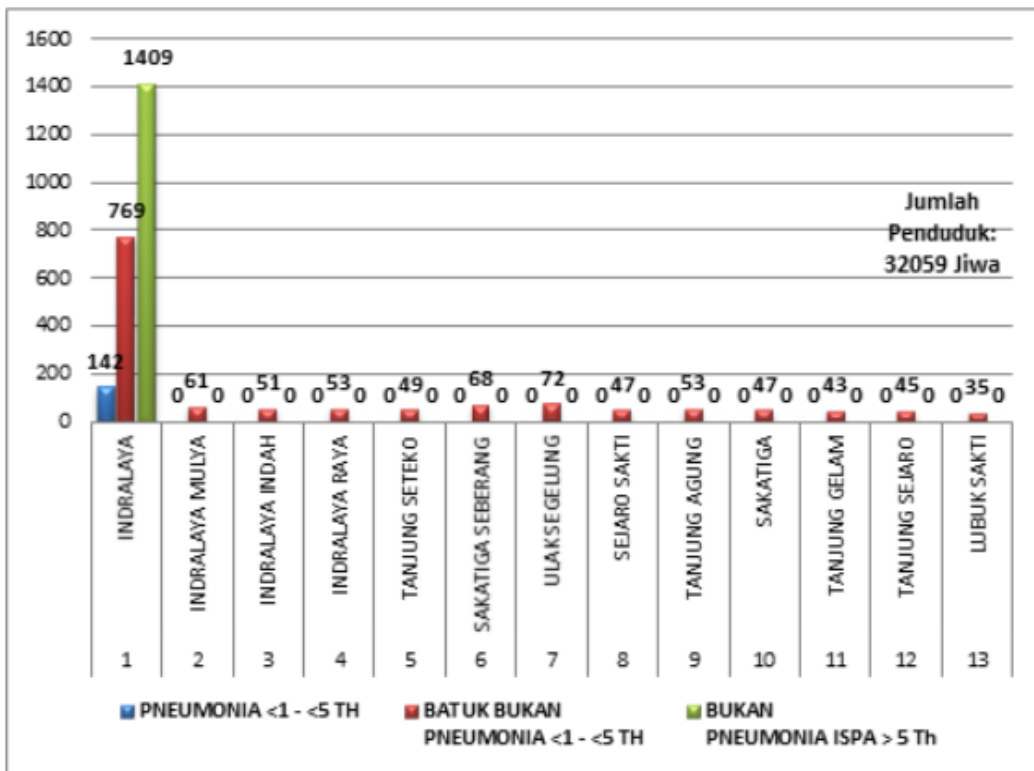 1600
1400
1200
1000
800
600
400
200
0
1409
769
142
Jumlah
Penduduk:
32059 Jiwa
0 61 0
0 51 0
0 53 0
0 49 0
0 68 0
0 72 0
0 47 0
0 53 0
0 47 0
0 43 0
0 45 0
0 35 0
INDRALAYA
INDRALAYA MULYA
INDRALAYA INDAH
INDRALAYA RAYA
TANJUNG SETEKO
SAKATIGA SEBERANG
ULAK SEGELUNG
SEJARO SAKTI
TANJUNG AGUNG
SAKATIGA
TANJUNG GELAM
TANJUNG SEJARO
LUBUK SAKTI
1 2 3 4 5 6 7 8 9 10 11 12 13
PNEUMONIA <1 - <5 TH
BATUK BUKAN
PNEUMONIA <1 - <5 TH
BUKAN
PNEUMONIA ISPA > 5 Th